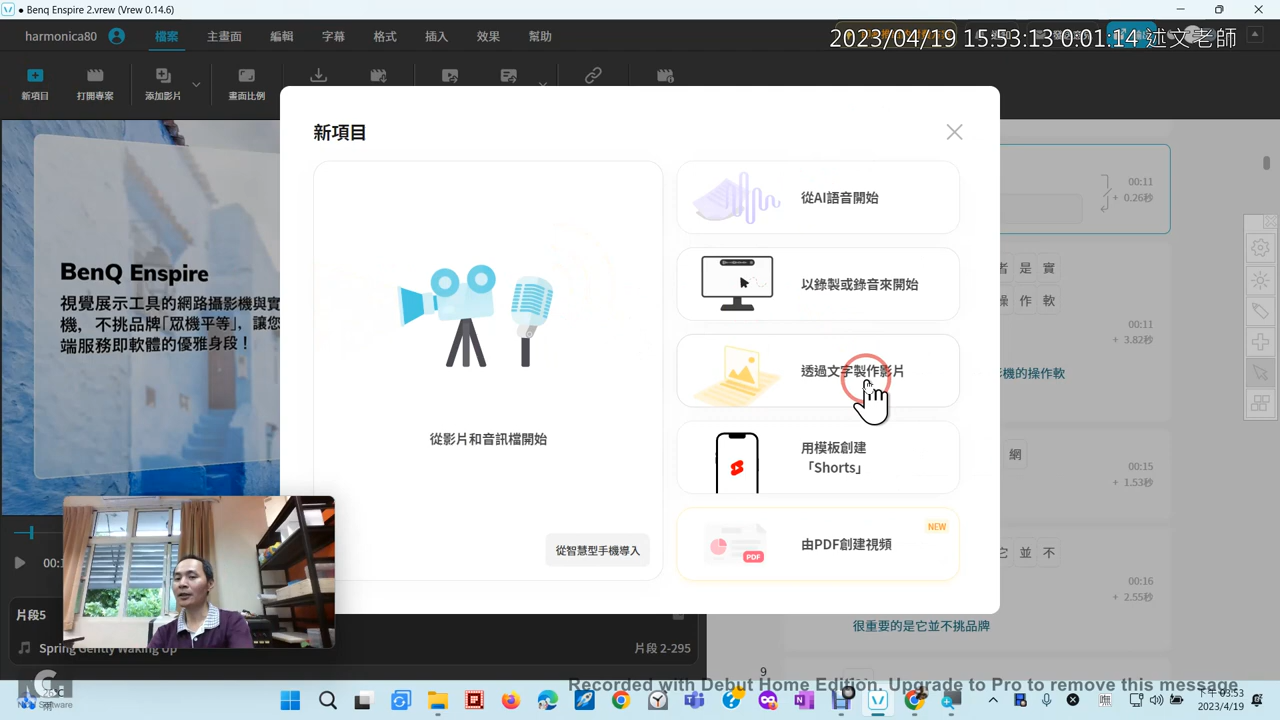 ● Benq Enspire 2.vrew (Vrew 0.14.6)
harmonica80
檔案
主畫面
編輯
字幕
格式
插入
效果
幫助
2023/04/19 15:53:13 0:01:14 述文老師
新項目
打開專案
添加影片
畫面比例
新項目
從AI語音開始
以錄製或錄音來開始
透過文字製作影片
用模板創建
「Shorts」
NEW
由PDF創建視頻
PDF
從影片和音訊檔開始
從智慧型手機導入
BenQ Enspire
視覺展示工具的網路攝影機與實
機，不挑品牌「眾機平等」，讓您
端服務即軟體的優雅身段！
00:11
+ 0.26秒
者 是 實
操 作 軟
00:11
+ 3.82秒
機的操作軟
網
00:15
+ 1.53秒
它 並 不
00:16
+ 2.55秒
很重要的是它並不挑品牌
9
片段5
Spring Gently Waking Up
片段 2-295
Recorded with Debut Home Edition. Upgrade to Pro to remove this message.
Software
下午 03:53
2023/4/19